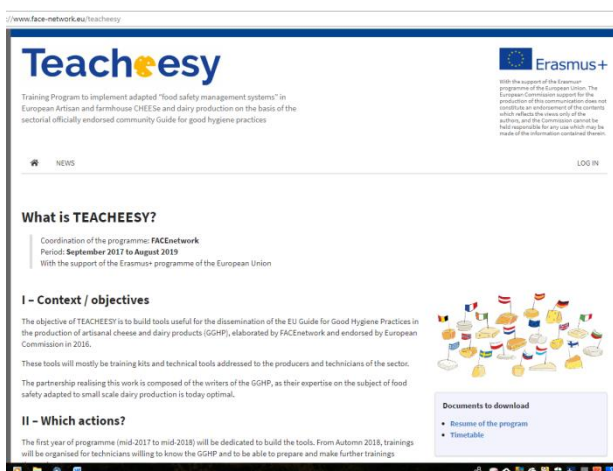 ://www.face-network.eu/teacheesy
Teacheesy
Training Program to implement adapted "food safety management systems" in
European Artisan and farmhouse CHEESe and dairy production on the basis of the
sectorial officially endorsed community Guide for good hygiene practices
Erasmus+
With the support of the Erasmus+
programme of the European Union. The
European Commission support for the
production of this communication does not
constitute an endorsement of the contents
which reflects the views only of the
authors, and the Commission cannot be
held responsible for any use which may be
made of the information contained therein.
NEWS
LOG IN
What is TEACHEESY?
Coordination of the programme: FACEnetwork
Period: September 2017 to August 2019
With the support of the Erasmus+ programme of the European Union
I – Context / objectives
The objective of TEACHEESY is to build tools useful for the dissemination of the EU Guide for Good Hygiene Practices in
the production of artisanal cheese and dairy products (GGHP), elaborated by FACEnetwork and endorsed by European
Commission in 2016.
These tools will mostly be training kits and technical tools addressed to the producers and technicians of the sector.
The partnership realising this work is composed of the writers of the GGHP, as their expertise on the subject of food
safety adapted to small scale dairy production is today optimal.
II – Which actions?
The first year of programme (mid-2017 to mid-2018) will be dedicated to build the tools. From Automn 2018, trainings
will be organised for technicians willing to know the GGHP and to be able to prepare and make further trainings
Documents to download
Resume of the program
Timetable